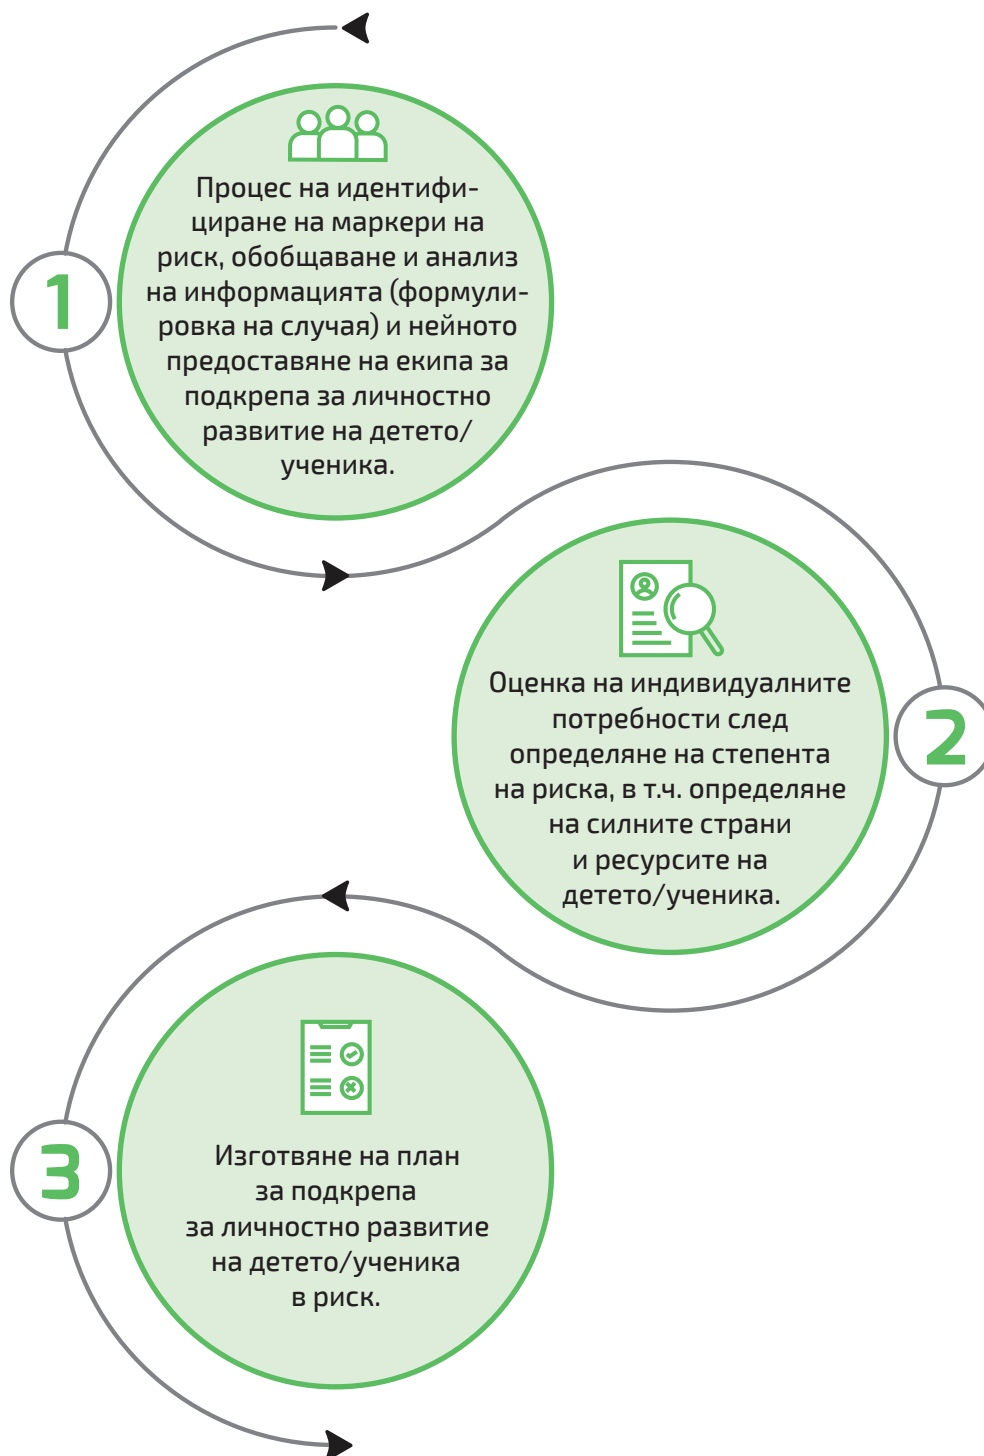 1
Процес на идентифи-
циране на маркери на
риск, обобщаване и анализ
на информацията (формули-
ровка на случая) и нейното
предоставяне на екипа за
подкрепа за личностно
развитие на детето/
ученика.
2
Оценка на индивидуалните
потребности след
определяне на степента
на риска, в т.ч. определяне
на силните страни
и ресурсите на
детето/ученика.
3
Изготвяне на план
за подкрепа
за личностно развитие
на детето/ученика
в риск.